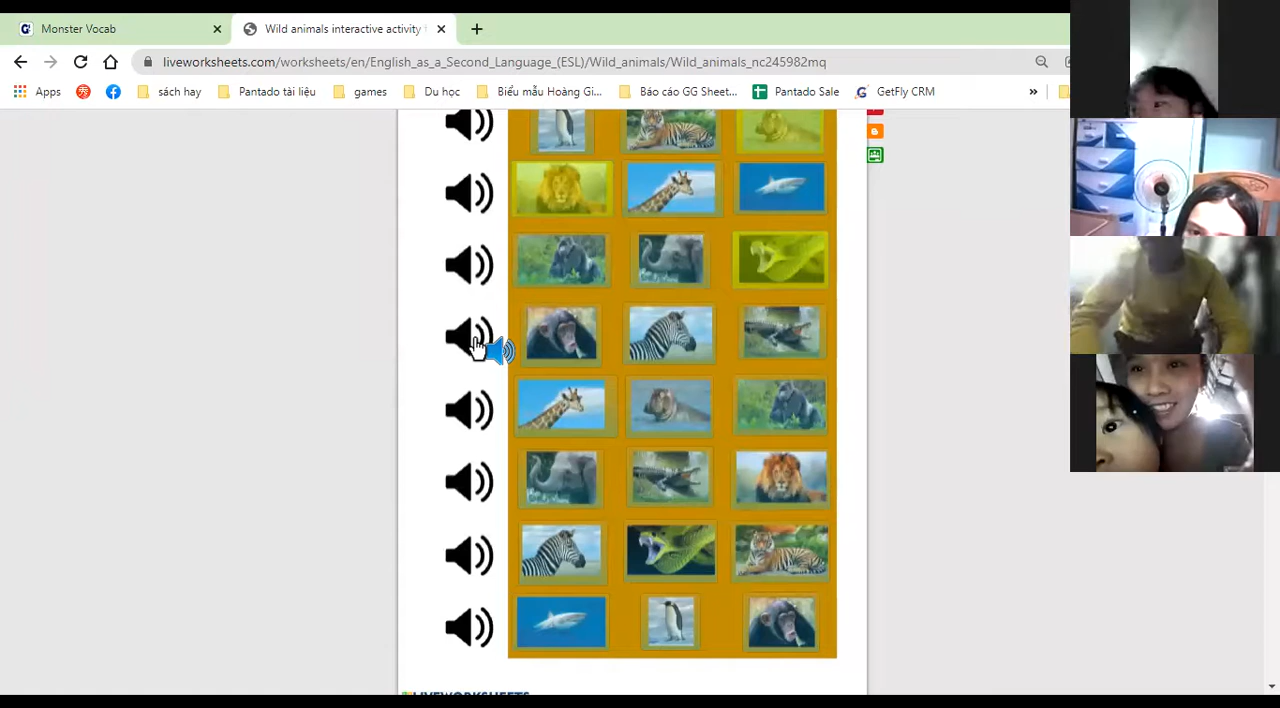 Monster Vocab
Wild animals interactive activity
liveworksheets.com/worksheets/en/English_as_a_Second_Language_(ESL)/Wild_animals/Wild_animals_nc245982mq
Apps sách hay Pantado tài liệu games Du học Biểu mẫu Hoàng Gi... Báo cáo GG Sheet... Pantado Sale GetFly CRM »
LIVEWORKSHEETS